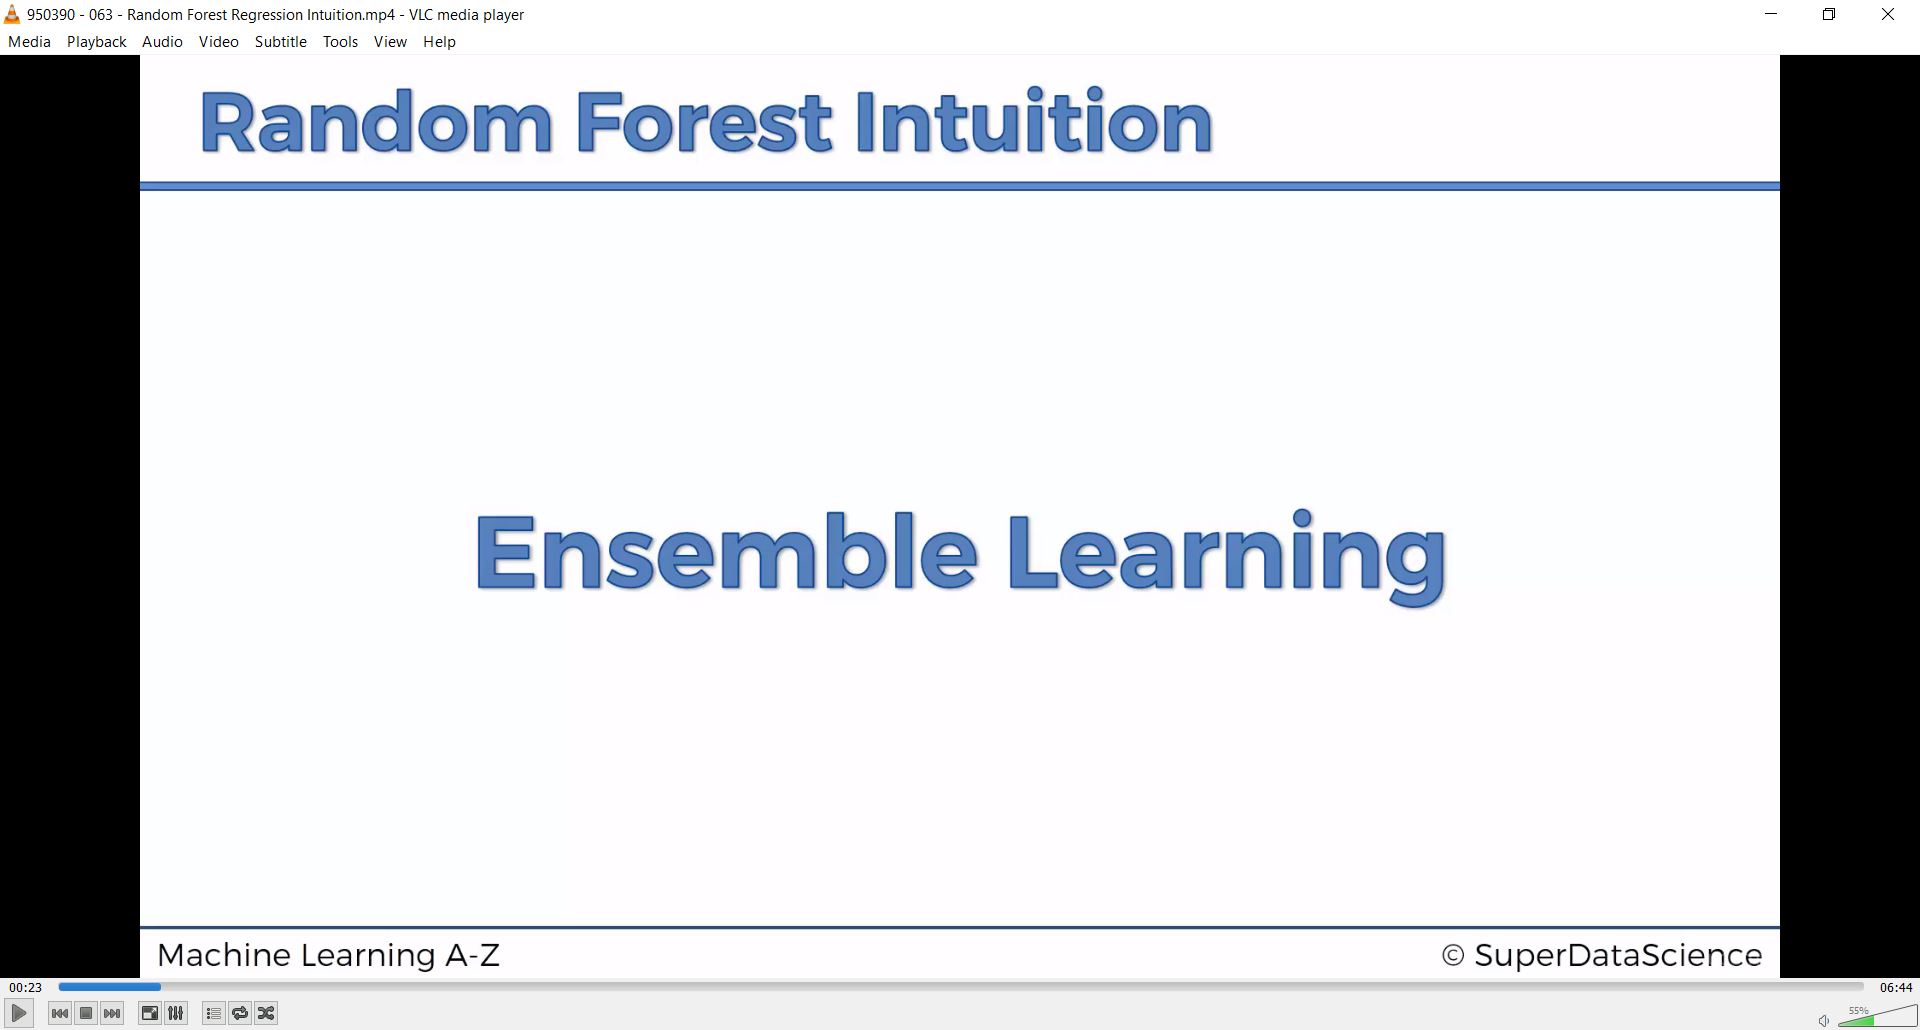 950390 - 063 - Random Forest Regression Intuition.mp4 - VLC media player
Media Playback Audio Video Subtitle Tools View Help
Random Forest Intuition
Ensemble Learning
Machine Learning A-Z
© SuperDataScience
00:23
06:44
55%